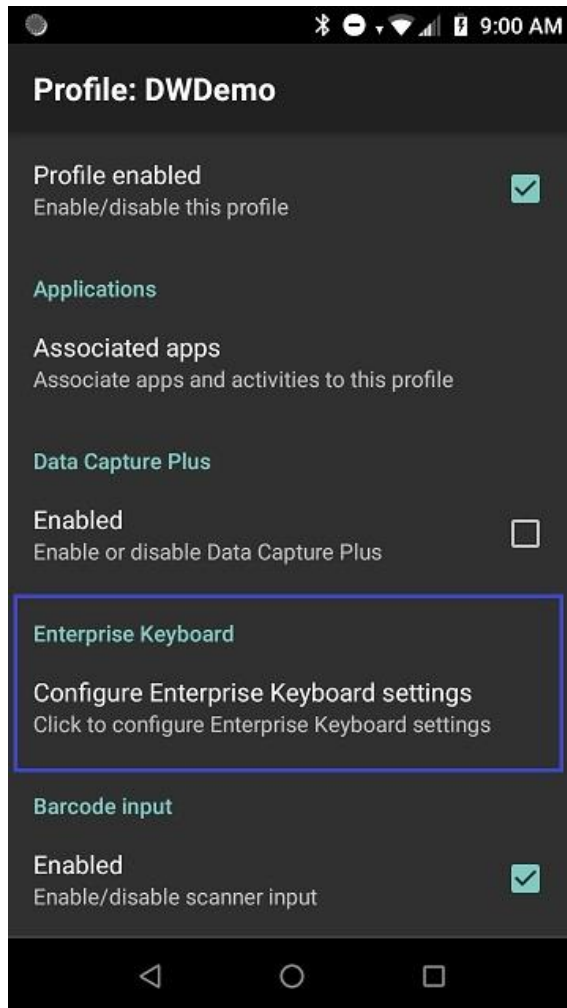 9:00 AM
Profile: DWDemo
Profile enabled
Enable/disable this profile
Applications
Associated apps
Associate apps and activities to this profile
Data Capture Plus
Enabled
Enable or disable Data Capture Plus
Enterprise Keyboard
Configure Enterprise Keyboard settings
Click to configure Enterprise Keyboard settings
Barcode input
Enabled
Enable/disable scanner input